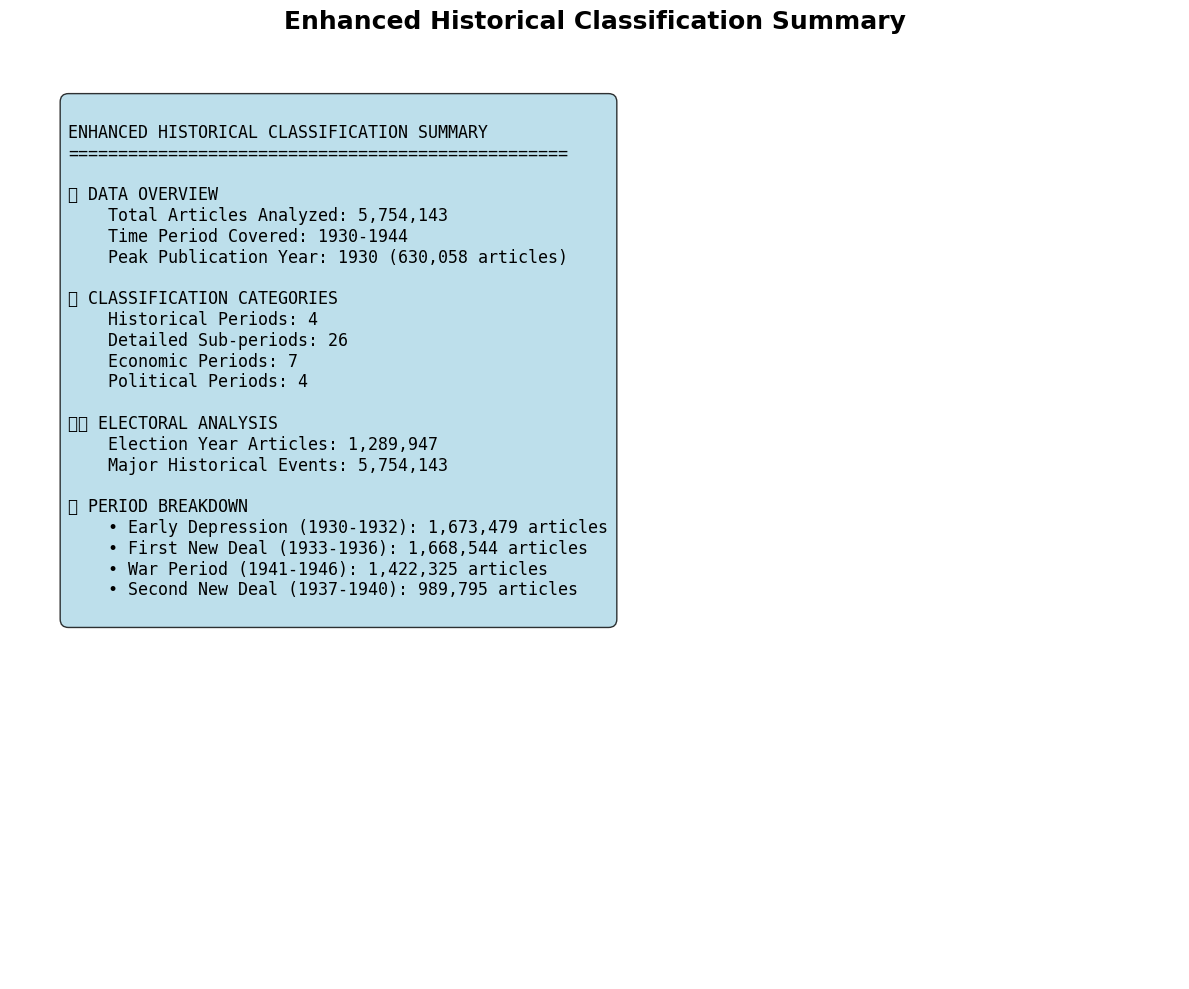 Enhanced Historical Classification Summary
ENHANCED HISTORICAL CLASSIFICATION SUMMARY
==================================================
DATA OVERVIEW
Total Articles Analyzed: 5,754,143
Time Period Covered: 1930-1944
Peak Publication Year: 1930 (630,058 articles)
CLASSIFICATION CATEGORIES
Historical Periods: 4
Detailed Sub-periods: 26
Economic Periods: 7
Political Periods: 4
ELECTORAL ANALYSIS
Election Year Articles: 1,289,947
Major Historical Events: 5,754,143
PERIOD BREAKDOWN
• Early Depression (1930-1932): 1,673,479 articles
• First New Deal (1933-1936): 1,668,544 articles
• War Period (1941-1946): 1,422,325 articles
• Second New Deal (1937-1940): 989,795 articles